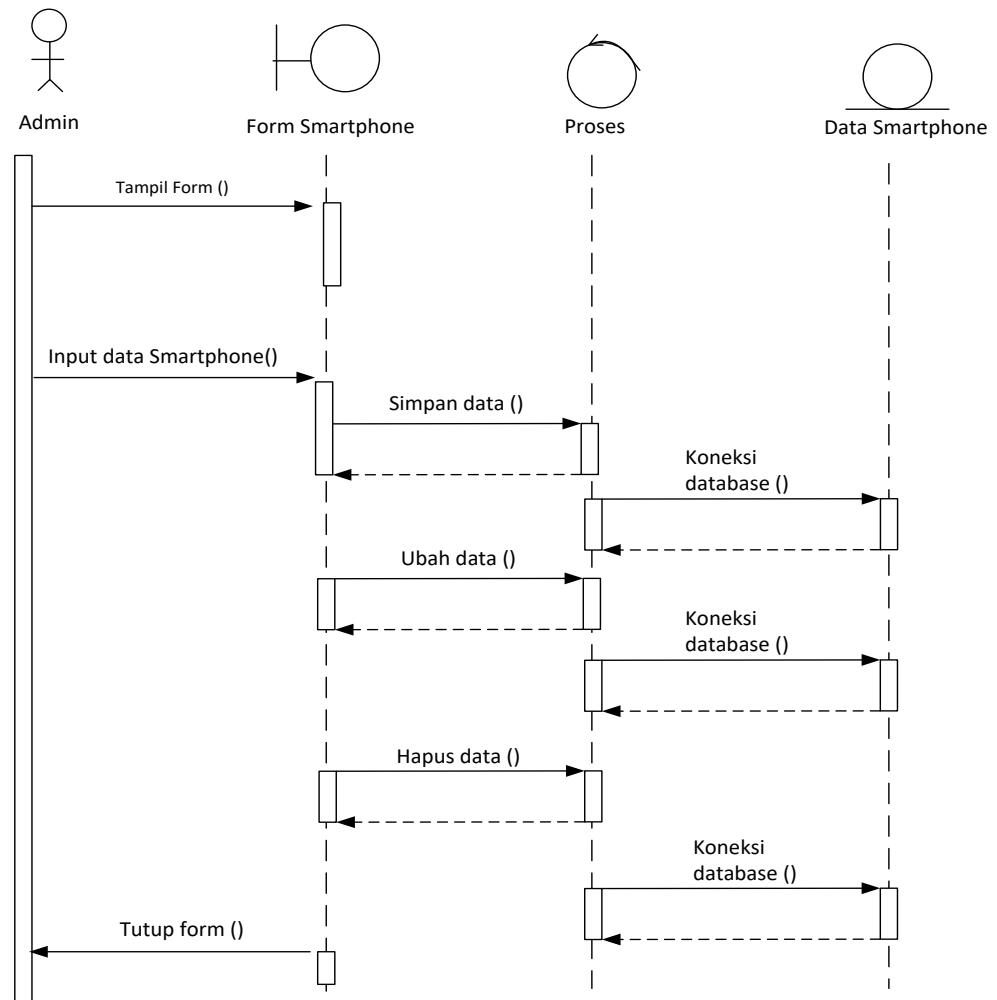 Admin
Form Smartphone
Proses
Data Smartphone
Tampil Form ()
Input data Smartphone()
Simpan data ()
Koneksi
database ()
Ubah data ()
Koneksi
database ()
Hapus data ()
Koneksi
database ()
Tutup form ()